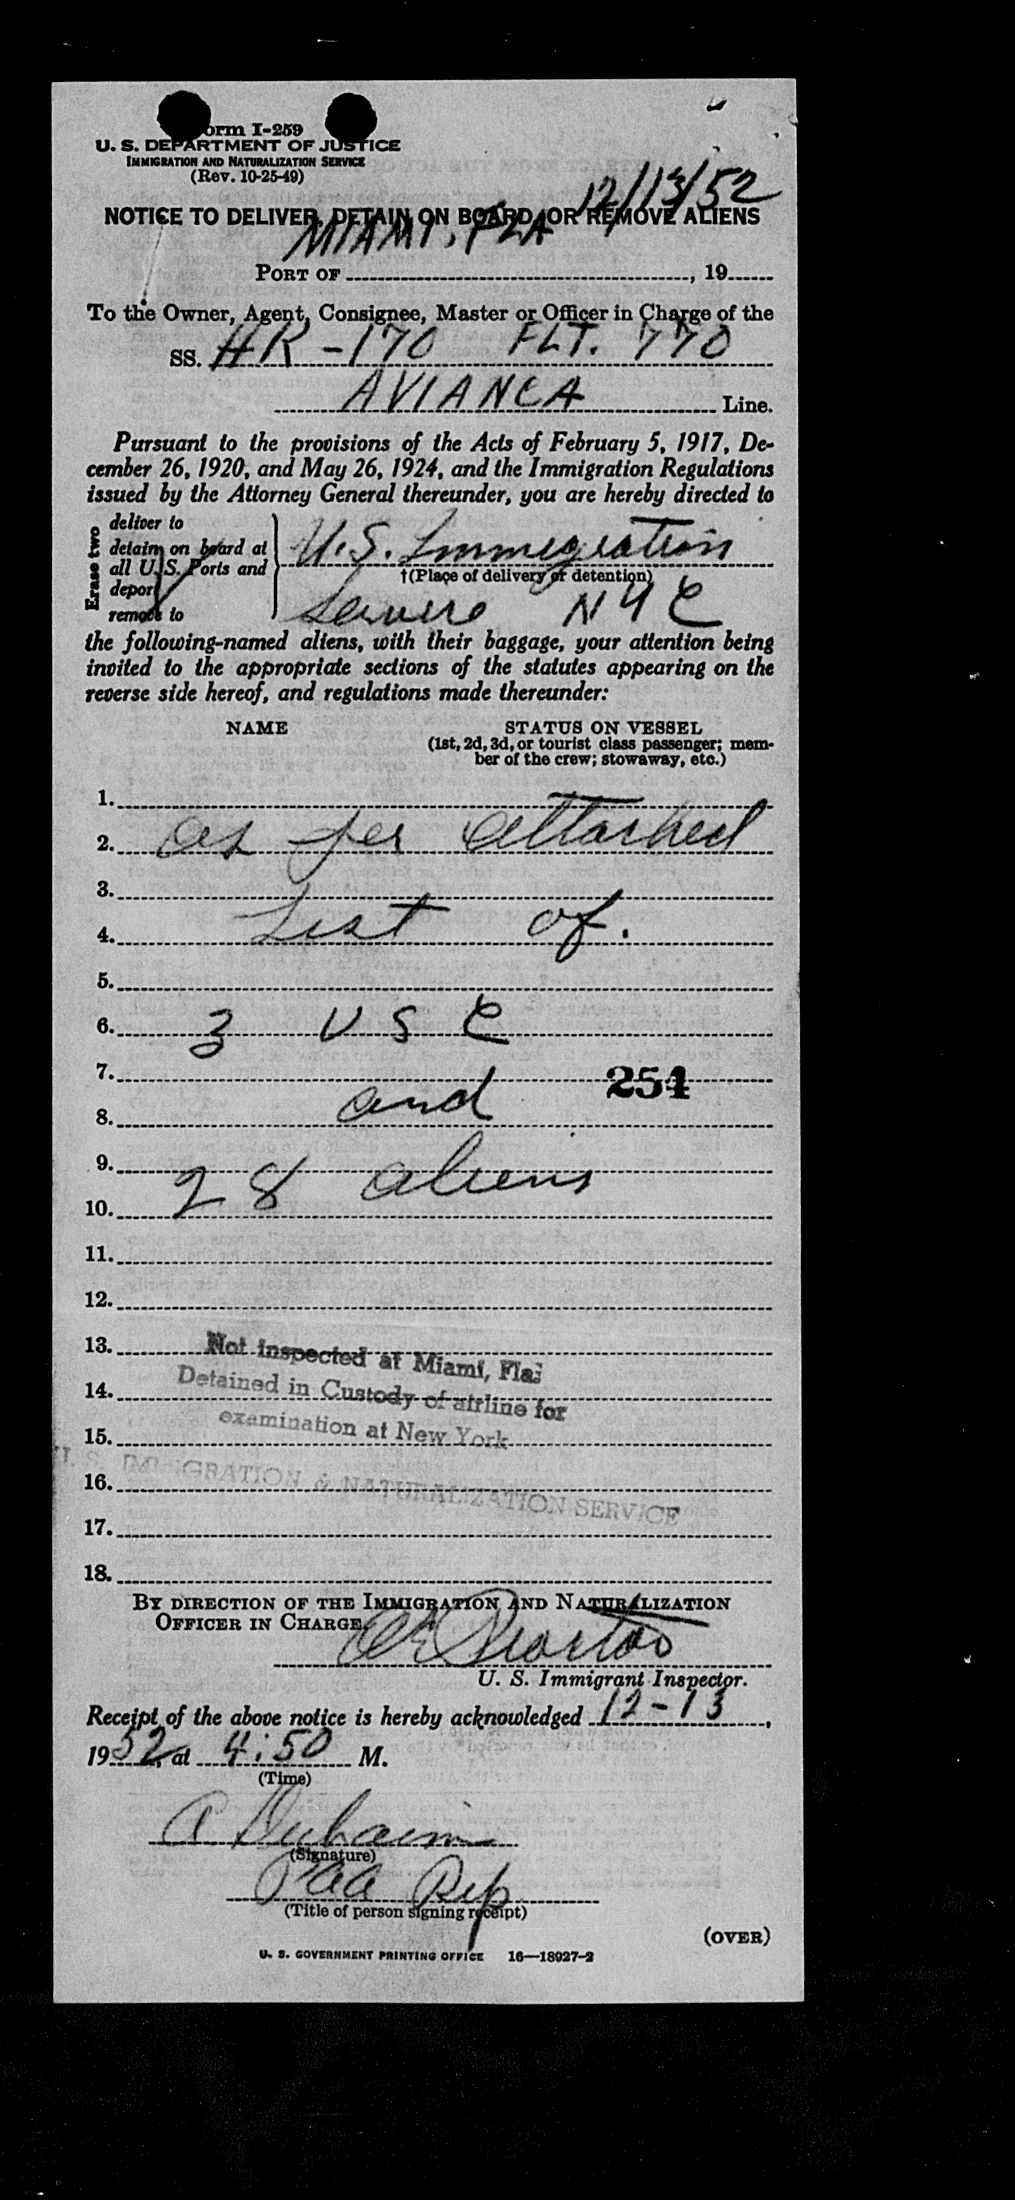 Form I-259
U. S. DEPARTMENT OF JUSTICE
IMMIGRATION AND NATURALIZATION SERVICE
(Rev. 10-25-49)
12/13/52
NOTICE TO DELIVER, DETAIN ON BOARD, OR REMOVE ALIENS
MIAMI, FLA
PORT OF , 19
To the Owner, Agent, Consignee, Master or Officer in Charge of the
SS. HK-170 FLT. 770
AVIANCA Line.
Pursuant to the provisions of the Acts of February 5, 1917, De-
cember 26, 1920, and May 26, 1924, and the Immigration Regulations
issued by the Attorney General thereunder, you are hereby directed to
Erase two
deliver to
detain on board at
all U. S. Ports and
deport
remove to
U.S. Immigration
†(Place of delivery or detention)
Service NYC
the following-named aliens, with their baggage, your attention being
invited to the appropriate sections of the statutes appearing on the
reverse side hereof, and regulations made thereunder:
NAME STATUS ON VESSEL
(1st, 2d, 3d, or tourist class passenger; mem-
ber of the crew; stowaway, etc.)
1.
2. as per attached
3.
4. List of.
5.
6. 3 USC
7. 254
8. and
9.
10. 28 aliens
11.
12.
13. Not inspected at Miami, Fla.
14. Detained in Custody of airline for
15. examination at New York
16. U. S. IMMIGRATION & NATURALIZATION SERVICE
17.
18.
BY DIRECTION OF THE IMMIGRATION AND NATURALIZATION
OFFICER IN CHARGE
U. S. Immigrant Inspector.
Receipt of the above notice is hereby acknowledged 12-13,
1952, at 4:50 M.
(Time)
(Signature)
PAA Rep
(Title of person signing receipt)
(OVER)
U. S. GOVERNMENT PRINTING OFFICE 16—18927-2